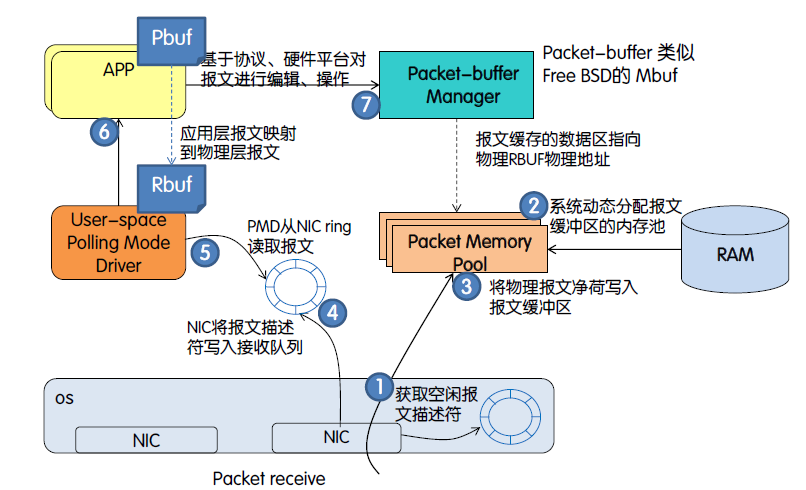 Pbuf
APP
基于协议、硬件平台对
报文进行编辑、操作
7
Packet-buffer
Manager
Packet-buffer 类似
Free BSD的 Mbuf
6
应用层报文映射
到物理层报文
报文缓存的数据区指向
物理RBUF物理地址
Rbuf
User-space
Polling Mode
Driver
5
PMD从NIC ring
读取报文
2
系统动态分配报文
缓冲区的内存池
Packet Memory
Pool
RAM
3
将物理报文净荷写入
报文缓冲区
4
NIC将报文描述
符写入接收队列
1
获取空闲报
文描述符
os
NIC
NIC
Packet receive